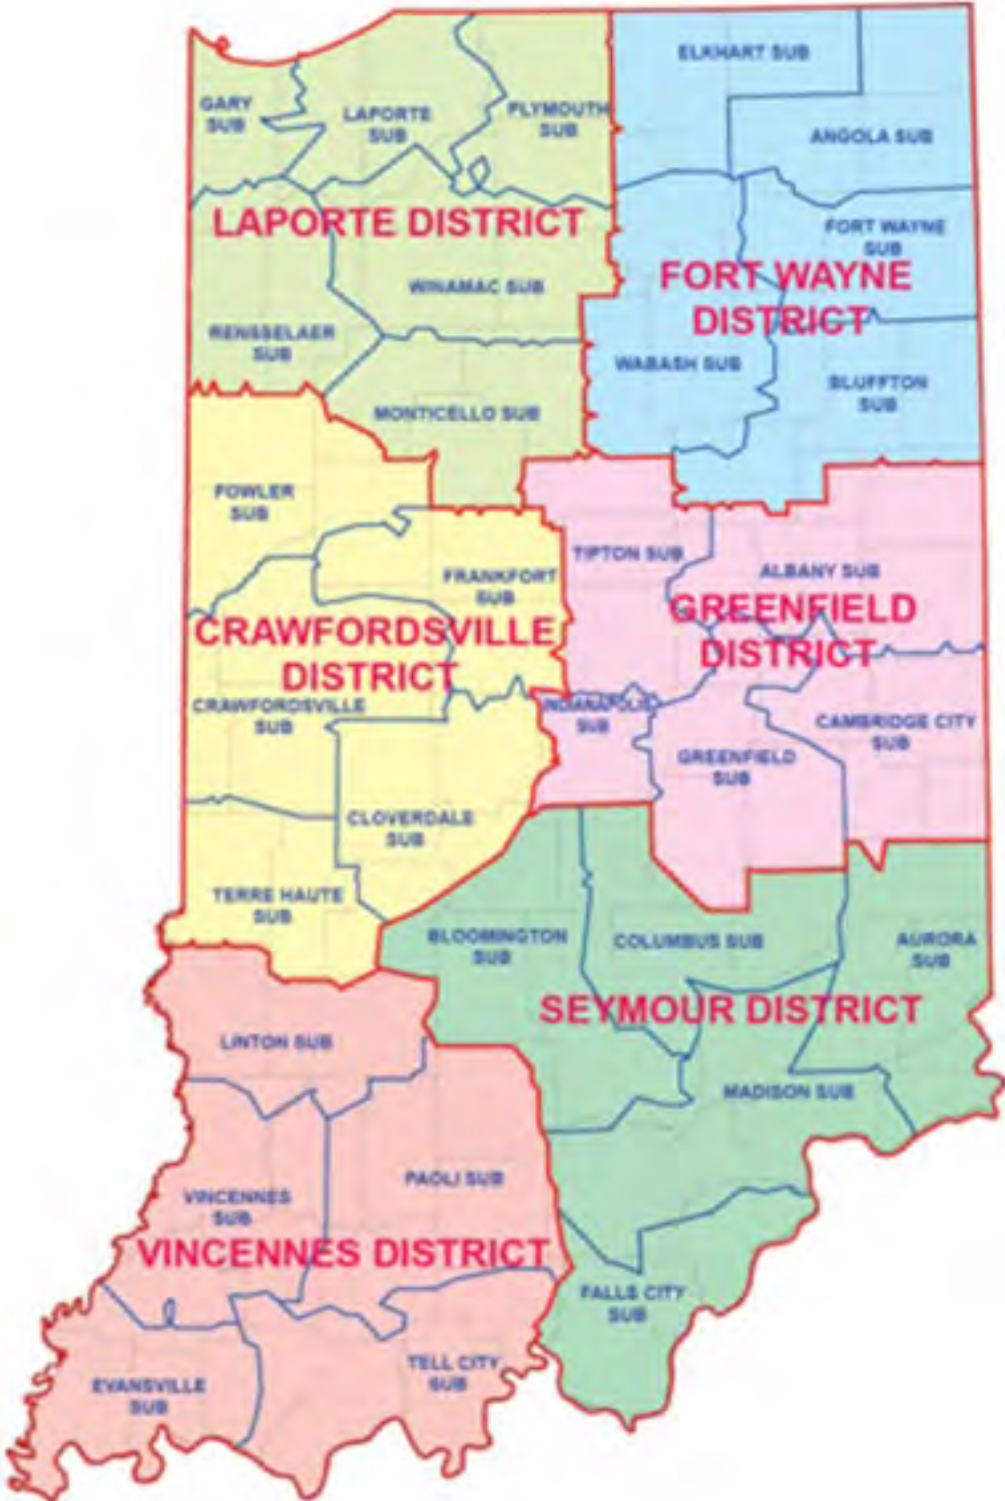 ELKHART SUB
GARY
SUB
LAPORTE
SUB
PLYMOUTH
SUB
ANGOLA SUB
LAPORTE DISTRICT
FORT WAYNE
SUB
FORT WAYNE
DISTRICT
WINAMAC SUB
RENSSELAER
SUB
WABASH SUB
BLUFFTON
SUB
MONTICELLO SUB
FOWLER
SUB
TIPTON SUB
ALBANY SUB
FRANKFORT
SUB
GREENFIELD
DISTRICT
CRAWFORDSVILLE
DISTRICT
CRAWFORDSVILLE
SUB
INDIANAPOLIS
SUB
CAMBRIDGE CITY
SUB
GREENFIELD
SUB
CLOVERDALE
SUB
TERRE HAUTE
SUB
BLOOMINGTON
SUB
COLUMBUS SUB
AURORA
SUB
SEYMOUR DISTRICT
LINTON SUB
MADISON SUB
PAOLI SUB
VINCENNES
SUB
VINCENNES DISTRICT
FALLS CITY
SUB
TELL CITY
SUB
EVANSVILLE
SUB